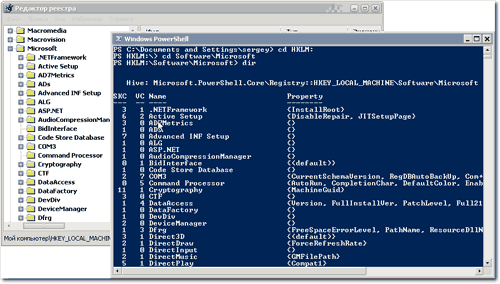 Редактор реестра
Macromedia
Macrovision
Microsoft
.NETFramework
Active Setup
AD7Metrics
ADs
Advanced INF Setup
ALG
ASP.NET
AudioCompressionManager
BidInterface
Code Store Database
COM3
Command Processor
Cryptography
CTF
DataAccess
DataFactory
DevDiv
DeviceManager
Dfrg
Мой компьютер\HKEY_LOCAL_MACHIN
Windows PowerShell
PS C:\Documents and Settings\sergey> cd HKLM:
PS HKLM:\> cd Software\Microsoft
PS HKLM:\Software\Microsoft> dir
Hive: Microsoft.PowerShell.Core\Registry::HKEY_LOCAL_MACHINE\Software\Microsoft
SKC VC Name Property
3 1 .NETFramework {InstallRoot}
6 2 Active Setup {DisableRepair, JITSetupPage}
3 0 AD7Metrics {}
1 0 ADs {}
7 0 Advanced INF Setup {}
1 0 ALG {}
1 0 ASP.NET {}
1 0 AudioCompressionManager {}
0 1 BidInterface {(default)}
1 0 Code Store Database {}
2 7 COM3 {CurrentSchemaVersion, RegDBAutoBackUp, Com+
0 5 Command Processor {AutoRun, CompletionChar, DefaultColor, Enab
11 1 Cryptography {MachineGuid}
3 0 CTF {}
1 4 DataAccess {Version, FullInstallVer, PatchLevel, Full21
1 0 DataFactory {}
1 0 DevDiv {}
1 0 DeviceManager {}
1 3 Dfrg {FreeSpaceErrorLevel, PathName, ResourceDllN
3 1 Direct3D {(default)}
2 1 DirectDraw {ForceRefreshRate}
1 0 DirectInput {}
2 1 DirectMusic {GMFilePath}
5 1 DirectPlay {Compat1}